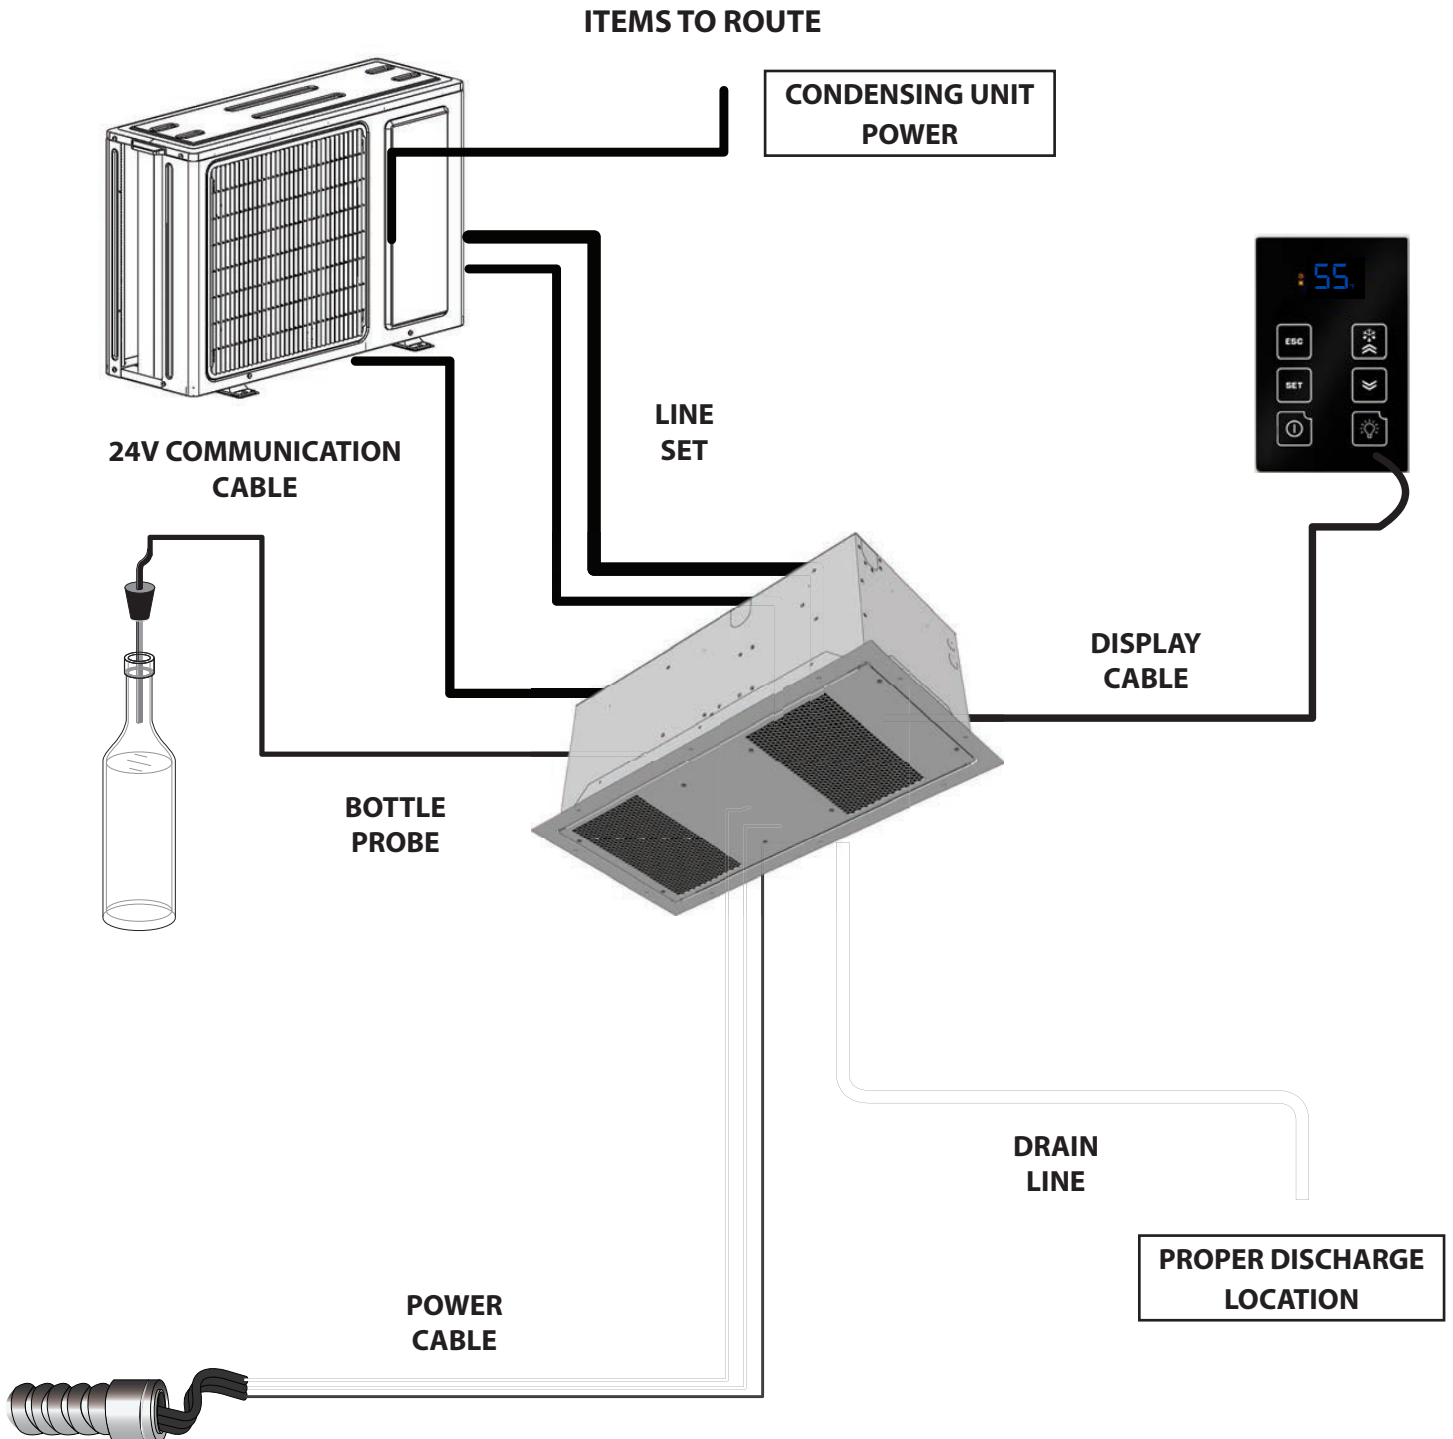 ITEMS TO ROUTE
CONDENSING UNIT
POWER
55
°F
ESC
SET
LINE
SET
24V COMMUNICATION
CABLE
DISPLAY
CABLE
BOTTLE
PROBE
DRAIN
LINE
PROPER DISCHARGE
LOCATION
POWER
CABLE